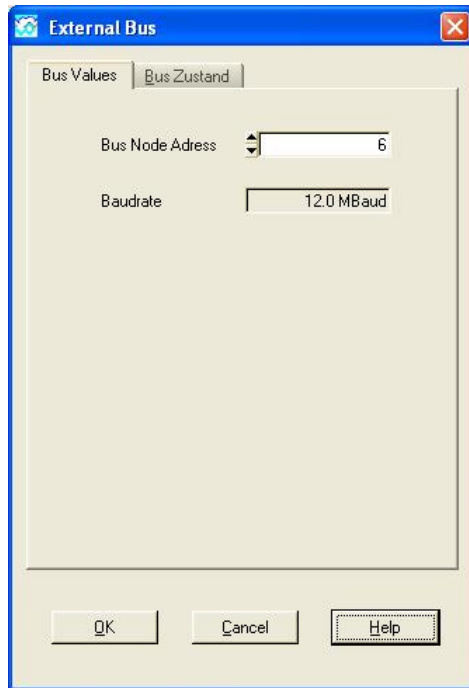 External Bus
Bus Values Bus Zustand
Bus Node Adress 6
Baudrate 12.0 MBaud
OK Cancel Help